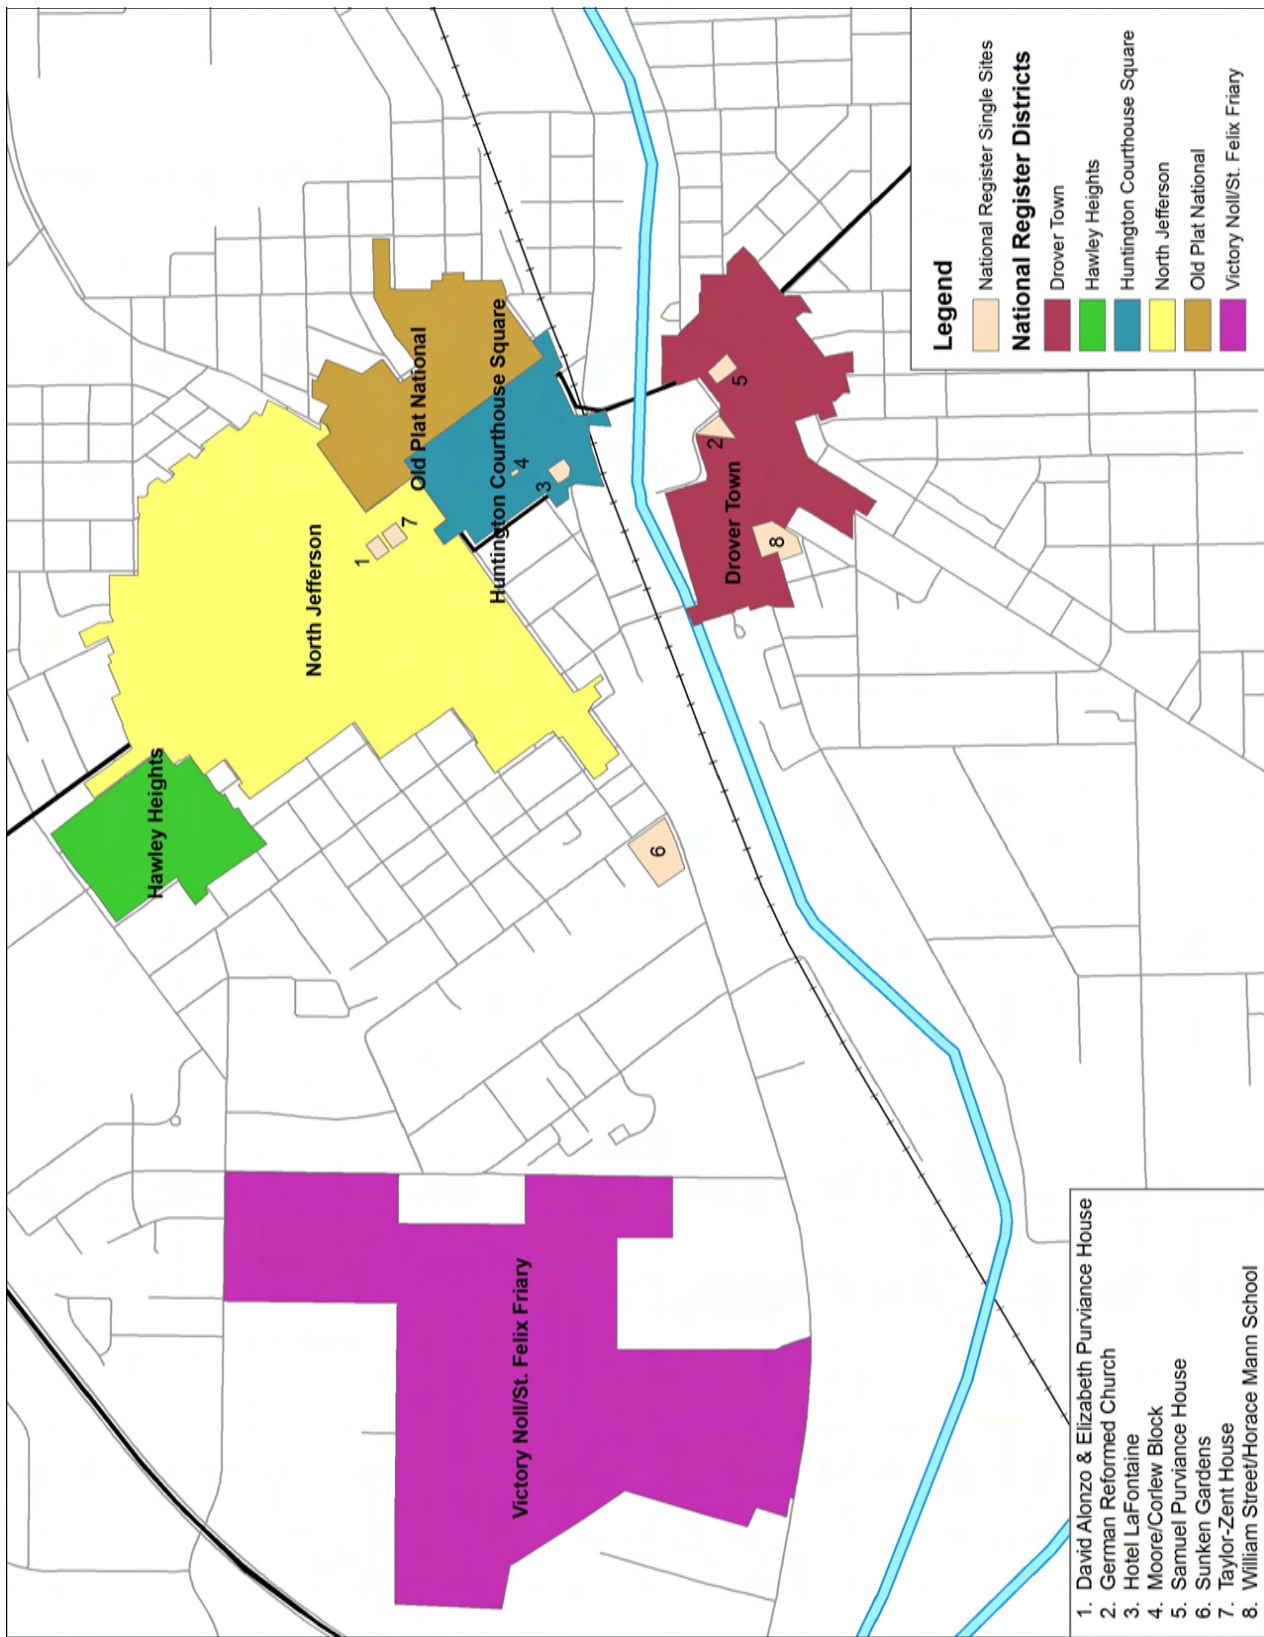 Hawley Heights
North Jefferson
Old Plat National
Huntington Courthouse Square
Victory Noll/St. Felix Friary
Drover Town
1
7
4
3
6
2
5
8
1. David Alonzo & Elizabeth Purviance House
2. German Reformed Church
3. Hotel LaFontaine
4. Moore/Corlew Block
5. Samuel Purviance House
6. Sunken Gardens
7. Taylor-Zent House
8. William Street/Horace Mann School
Legend
National Register Single Sites
National Register Districts
Drover Town
Hawley Heights
Huntington Courthouse Square
North Jefferson
Old Plat National
Victory Noll/St. Felix Friary